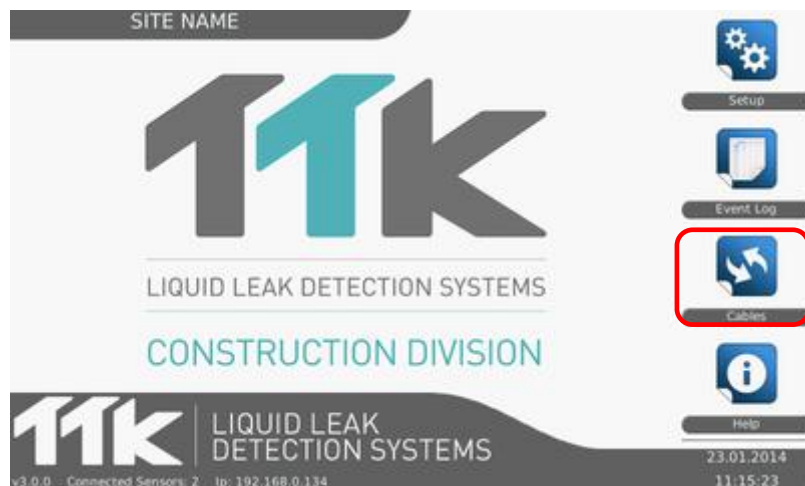 SITE NAME
TTK
LIQUID LEAK DETECTION SYSTEMS
CONSTRUCTION DIVISION
Setup
Event Log
Cables
Help
TTK
LIQUID LEAK
DETECTION SYSTEMS
v3.0.0 Connected Sensors: 2 Ip: 192.168.0.134
23.01.2014
11:15:23